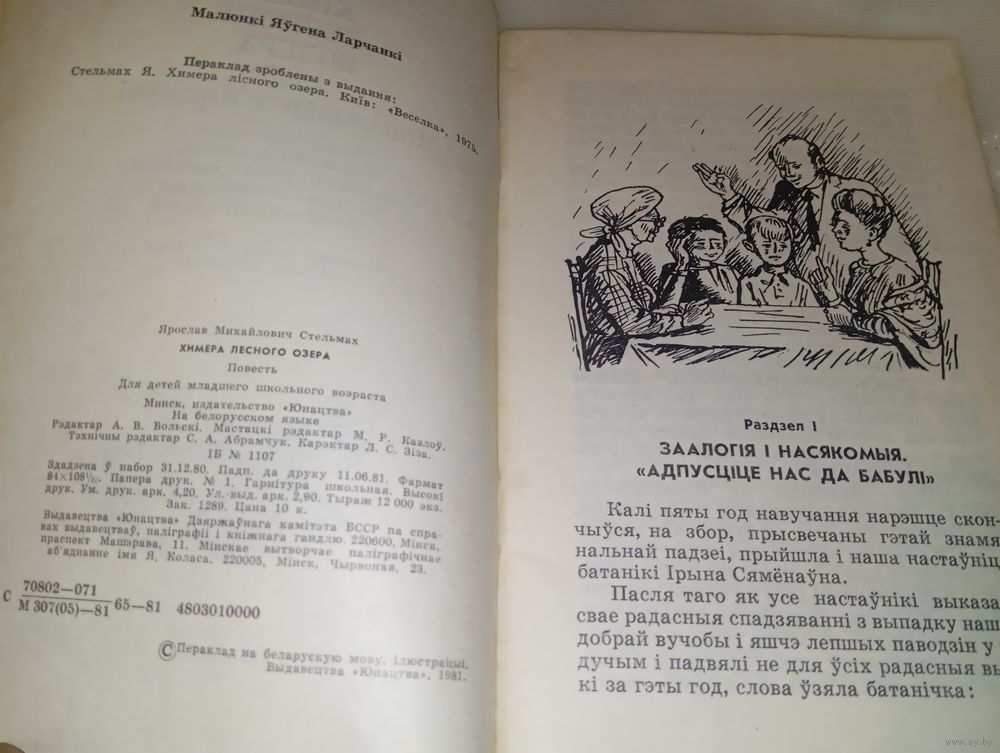 Малюнкі Яўгена Ларчанкі
Пераклад зроблены з выдання:
Стельмах Я. Химера лісного озера. Київ: «Веселка», 1975.
Ярослав Михайлович Стельмах
ХИМЕРА ЛЕСНОГО ОЗЕРА
Повесть
Для детей младшего школьного возраста
Минск, издательство «Юнацтва»
На белорусском языке
Рэдактар А. В. Вольскі. Мастацкі рэдактар М. Р. Казлоў.
Тэхнічны рэдактар С. А. Абрамчук. Карэктар Л. С. Зіза.
ІБ № 1107
Здадзена ў набор 31.12.80. Падп. да друку 11.06.81. Фармат
84×108¹/₃₂. Папера друк. № 1. Гарнітура школьная. Высокі
друк. Ум. друк. арк. 4,20. Ул.-выд. арк. 2,90. Тыраж 12 000 экз.
Зак. 1289. Цана 10 к.
Выдавецтва «Юнацтва» Дзяржаўнага камітэта БССР па спра-
вах выдавецтваў, паліграфіі і кніжнага гандлю. 220600, Мінск,
праспект Машэрава, 11. Мінскае вытворчае паліграфічнае
аб'яднанне імя Я. Коласа. 220005, Мінск, Чырвоная, 23.
С 70802—071
М 307(05)—81 65—81 4803010000
© Пераклад на беларускую мову, ілюстрацыі.
Выдавецтва «Юнацтва», 1981.
Раздзел I
ЗААЛОГІЯ І НАСЯКОМЫЯ.
«АДПУСЦІЦЕ НАС ДА БАБУЛІ»
Калі пяты год навучання нарэшце скон-
чыўся, на збор, прысвечаны гэтай знамя
нальнай падзеі, прыйшла і наша настаўніц
батанікі Ірына Сямёнаўна.
Пасля таго як усе настаўнікі выказа
свае радасныя спадзяванні з выпадку наш
добрай вучобы і яшчэ лепшых паводзін у
дучым і падвялі не для ўсіх радасныя вы
кі за гэты год, слова ўзяла батанічка:
www.ay.by